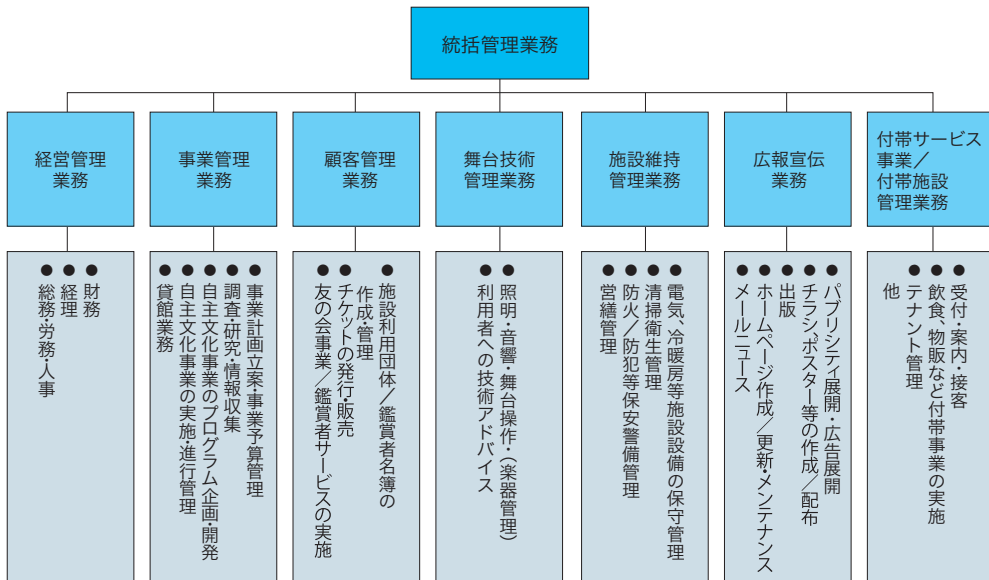 統括管理業務
経営管理
業務
事業管理
業務
顧客管理
業務
舞台技術
管理業務
施設維持
管理業務
広報宣伝
業務
付帯サービス
事業／
付帯施設
管理業務
●財務
●経理
●総務・労務・人事
●事業計画立案・事業予算管理
●調査・研究・情報収集
●自主文化事業のプログラム企画・開発
●自主文化事業の実施・進行管理
●貸館業務
●施設利用団体／鑑賞者名簿の
作成・管理
●チケットの発行・販売
●友の会事業／鑑賞者サービスの実施
●照明・音響・舞台操作・（楽器管理）
●利用者への技術アドバイス
●電気、冷暖房等施設設備の保守管理
●清掃衛生管理
●防火／防犯等保安警備管理
●営繕管理
●パブリシティ展開・広告展開
●チラシ、ポスター等の作成／配布
●出版
●ホームページ作成／更新・メンテナンス
●メールニュース
●受付・案内・接客
●飲食、物販など付帯事業の実施
●テナント管理
他